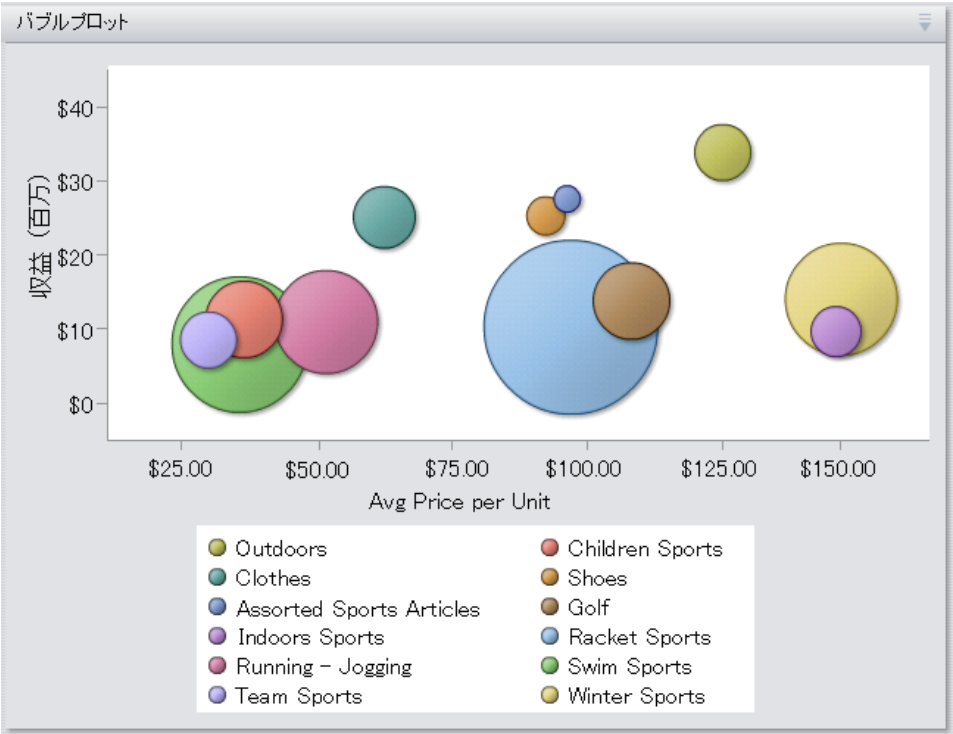 バブルプロット
収益（百万）
$40
$30
$20
$10
$0
$25.00 $50.00 $75.00 $100.00 $125.00 $150.00
Avg Price per Unit
Outdoors Children Sports
Clothes Shoes
Assorted Sports Articles Golf
Indoors Sports Racket Sports
Running - Jogging Swim Sports
Team Sports Winter Sports